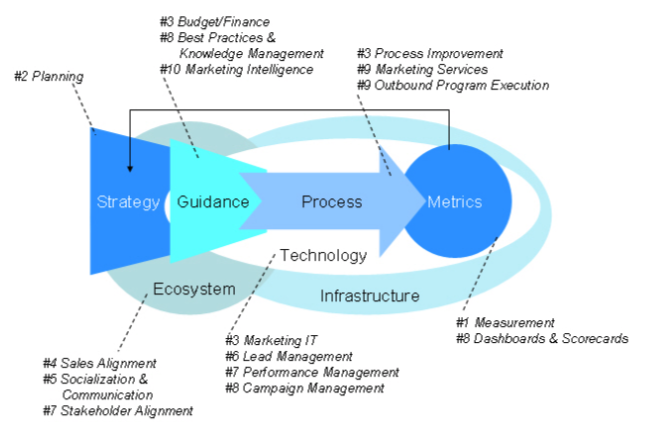 #3 Budget/Finance
#8 Best Practices &
Knowledge Management
#10 Marketing Intelligence
#3 Process Improvement
#9 Marketing Services
#9 Outbound Program Execution
#2 Planning
Strategy
Guidance
Process
Metrics
Technology
Ecosystem
Infrastructure
#1 Measurement
#8 Dashboards & Scorecards
#4 Sales Alignment
#5 Socialization &
Communication
#7 Stakeholder Alignment
#3 Marketing IT
#6 Lead Management
#7 Performance Management
#8 Campaign Management